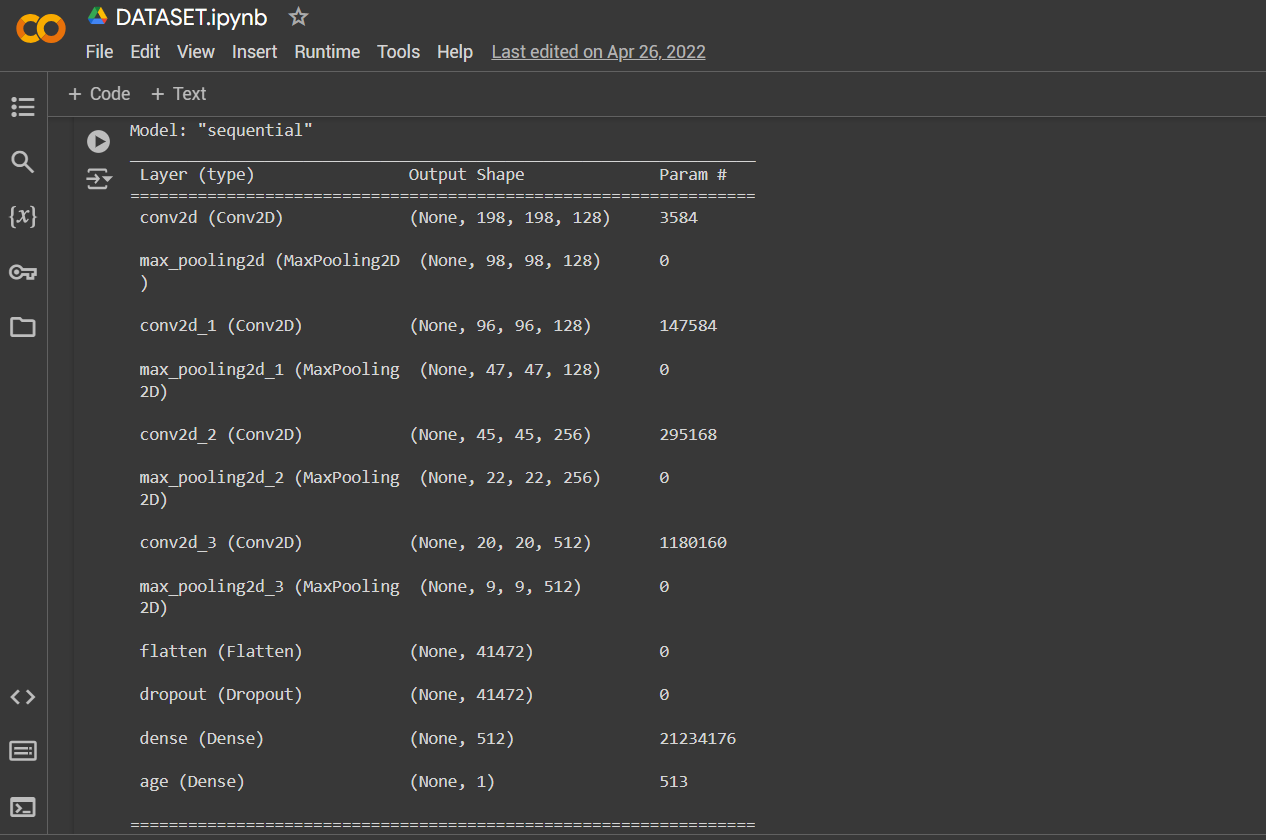 DATASET.ipynb
File Edit View Insert Runtime Tools Help Last edited on Apr 26, 2022
+ Code + Text
{x}
Model: "sequential"
_________________________________________________________________
Layer (type) Output Shape Param #
=================================================================
conv2d (Conv2D) (None, 198, 198, 128) 3584
max_pooling2d (MaxPooling2D (None, 98, 98, 128) 0
)
conv2d_1 (Conv2D) (None, 96, 96, 128) 147584
max_pooling2d_1 (MaxPooling (None, 47, 47, 128) 0
2D)
conv2d_2 (Conv2D) (None, 45, 45, 256) 295168
max_pooling2d_2 (MaxPooling (None, 22, 22, 256) 0
2D)
conv2d_3 (Conv2D) (None, 20, 20, 512) 1180160
max_pooling2d_3 (MaxPooling (None, 9, 9, 512) 0
2D)
flatten (Flatten) (None, 41472) 0
dropout (Dropout) (None, 41472) 0
dense (Dense) (None, 512) 21234176
age (Dense) (None, 1) 513
=================================================================